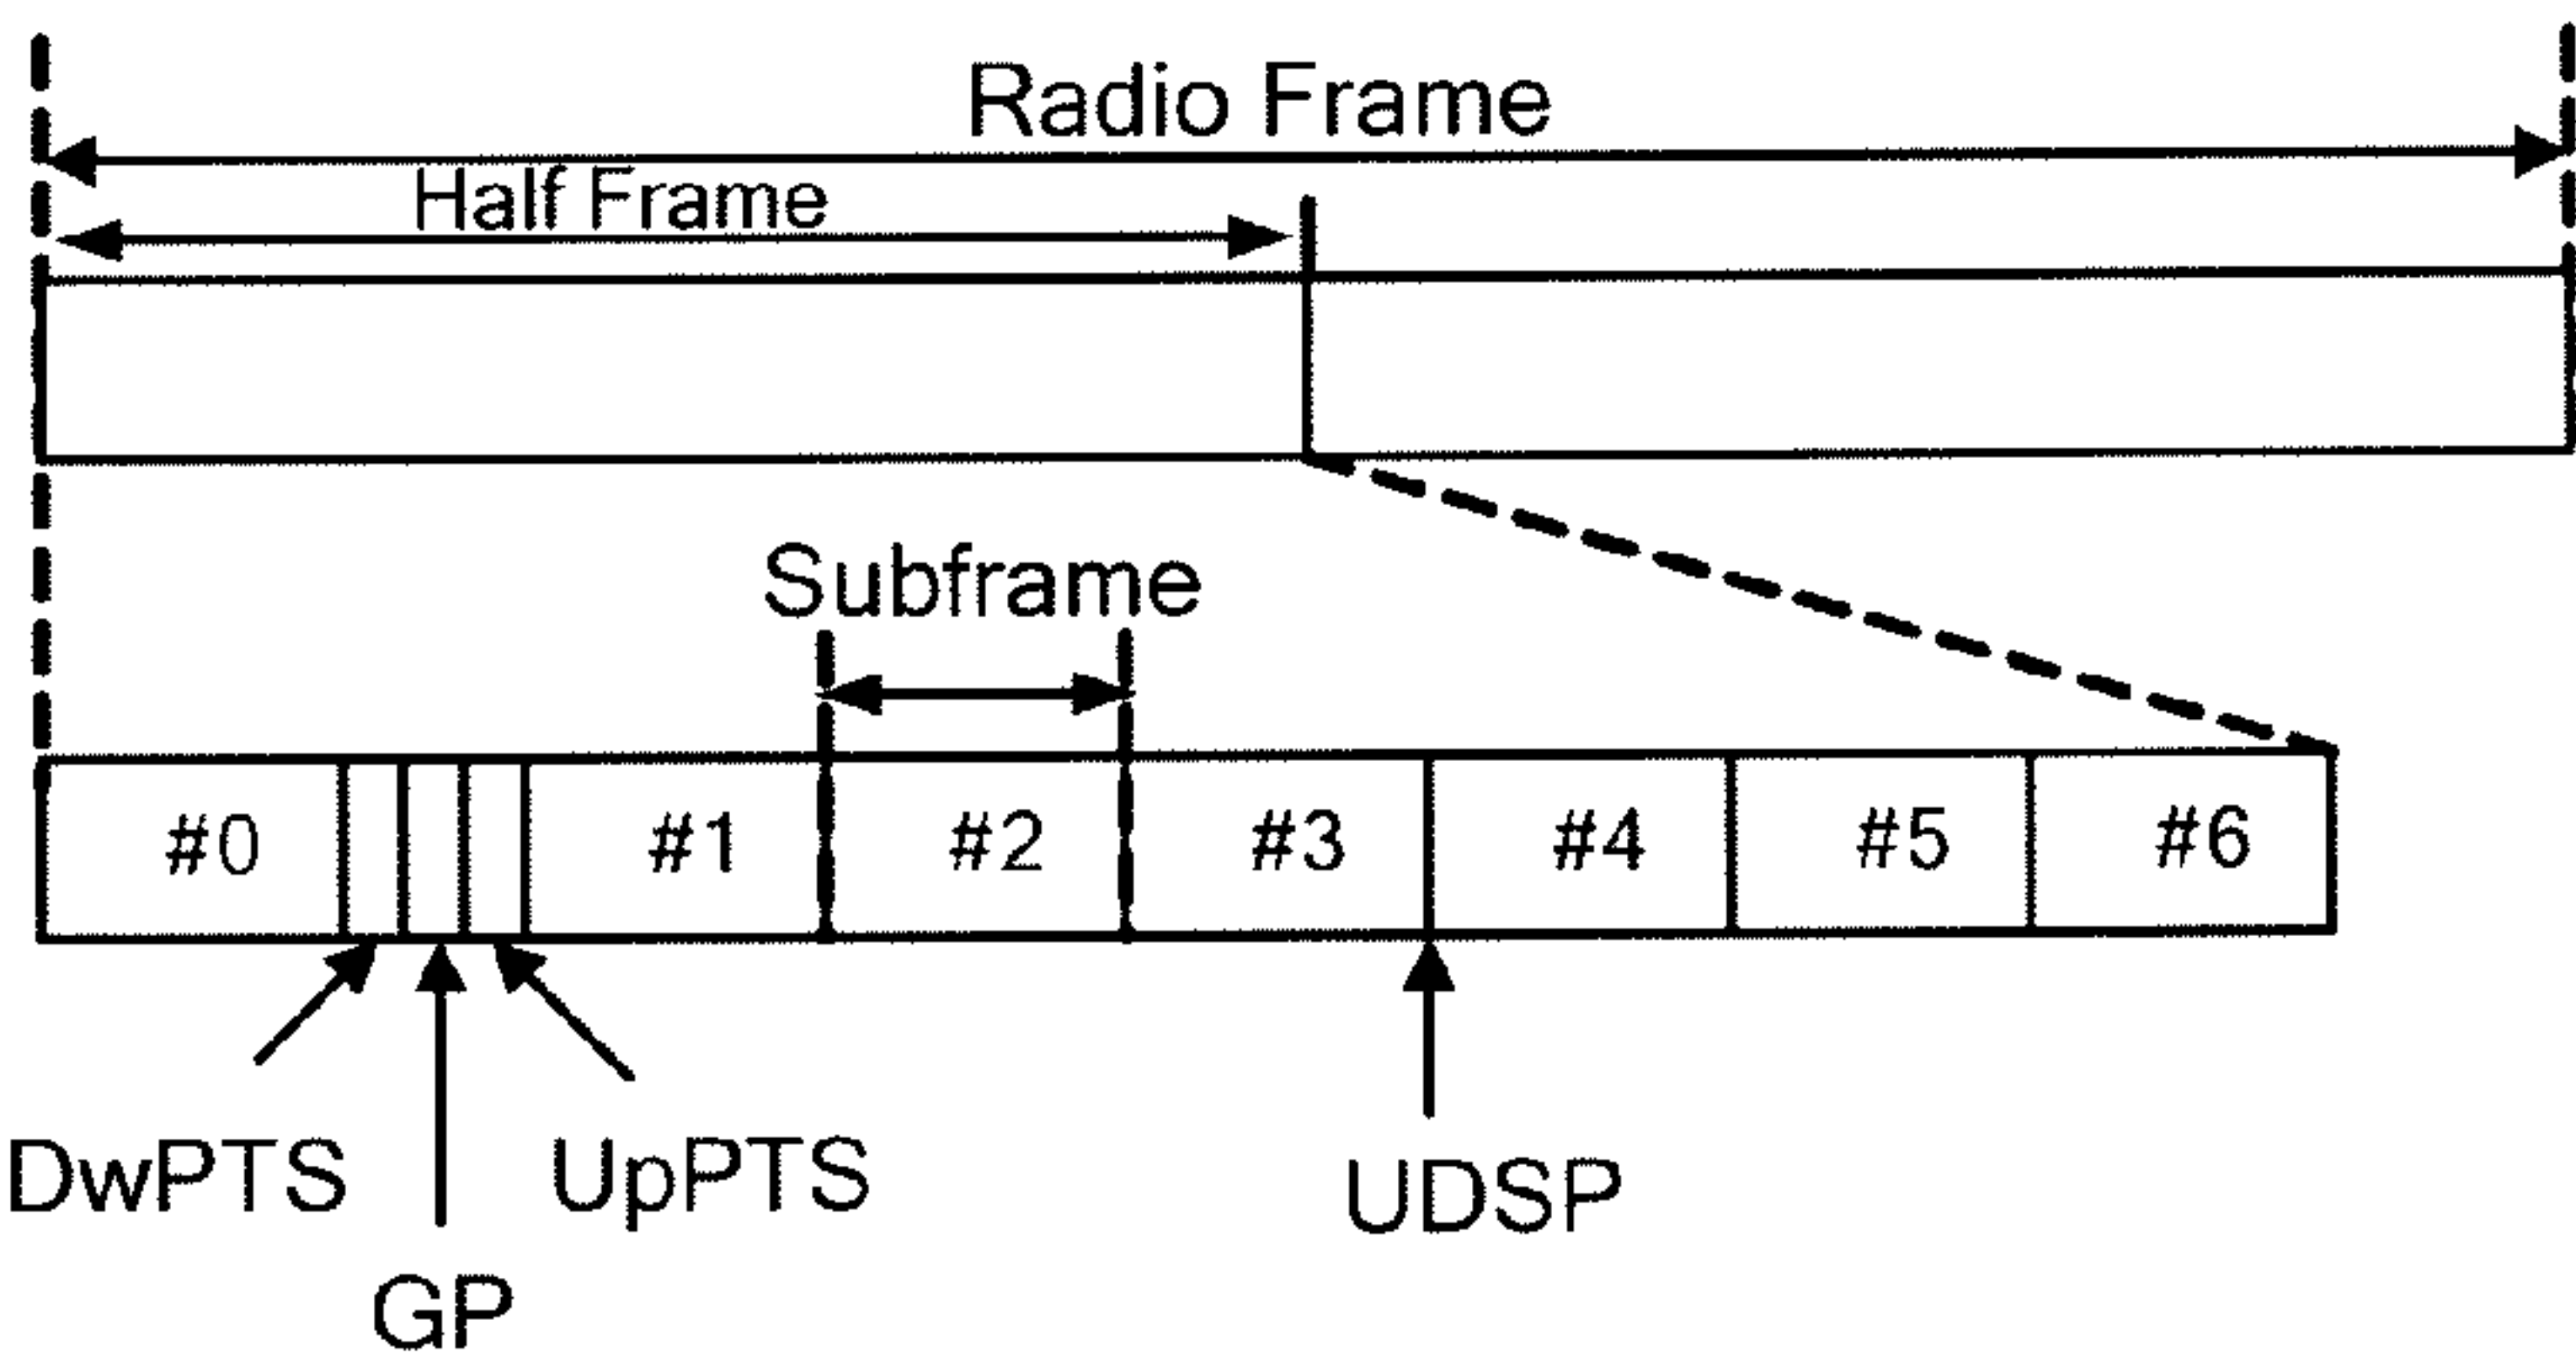 Radio Frame
Half Frame
Subframe
#0 #1 #2 #3 #4 #5 #6
DwPTS UpPTS UDSP
GP